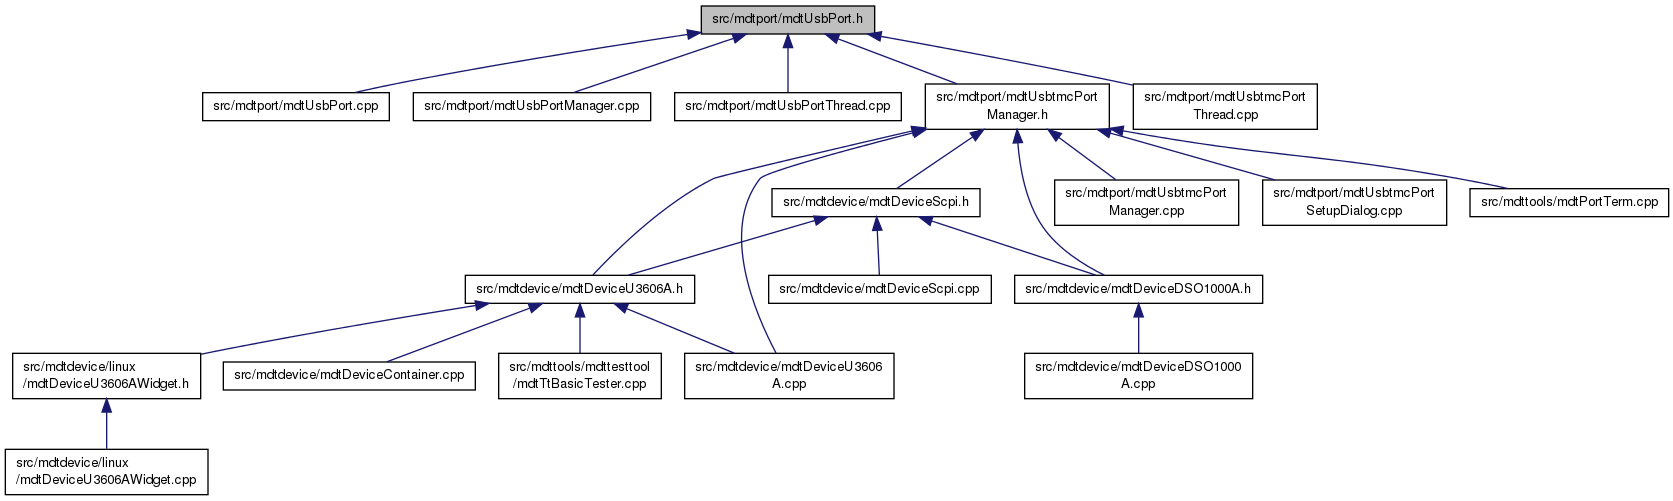 src/mdtport/mdtUsbPort.h
src/mdtport/mdtUsbPort.cpp
src/mdtport/mdtUsbPortManager.cpp
src/mdtport/mdtUsbPortThread.cpp
src/mdtport/mdtUsbtmcPort
Manager.h
src/mdtport/mdtUsbtmcPort
Thread.cpp
src/mdtdevice/mdtDeviceScpi.h
src/mdtport/mdtUsbtmcPort
Manager.cpp
src/mdtport/mdtUsbtmcPort
SetupDialog.cpp
src/mdttools/mdtPortTerm.cpp
src/mdtdevice/mdtDeviceU3606A.h
src/mdtdevice/mdtDeviceScpi.cpp
src/mdtdevice/mdtDeviceDSO1000A.h
src/mdtdevice/linux
/mdtDeviceU3606AWidget.h
src/mdtdevice/mdtDeviceContainer.cpp
src/mdttools/mdttesttool
/mdtTtBasicTester.cpp
src/mdtdevice/mdtDeviceU3606
A.cpp
src/mdtdevice/mdtDeviceDSO1000
A.cpp
src/mdtdevice/linux
/mdtDeviceU3606AWidget.cpp